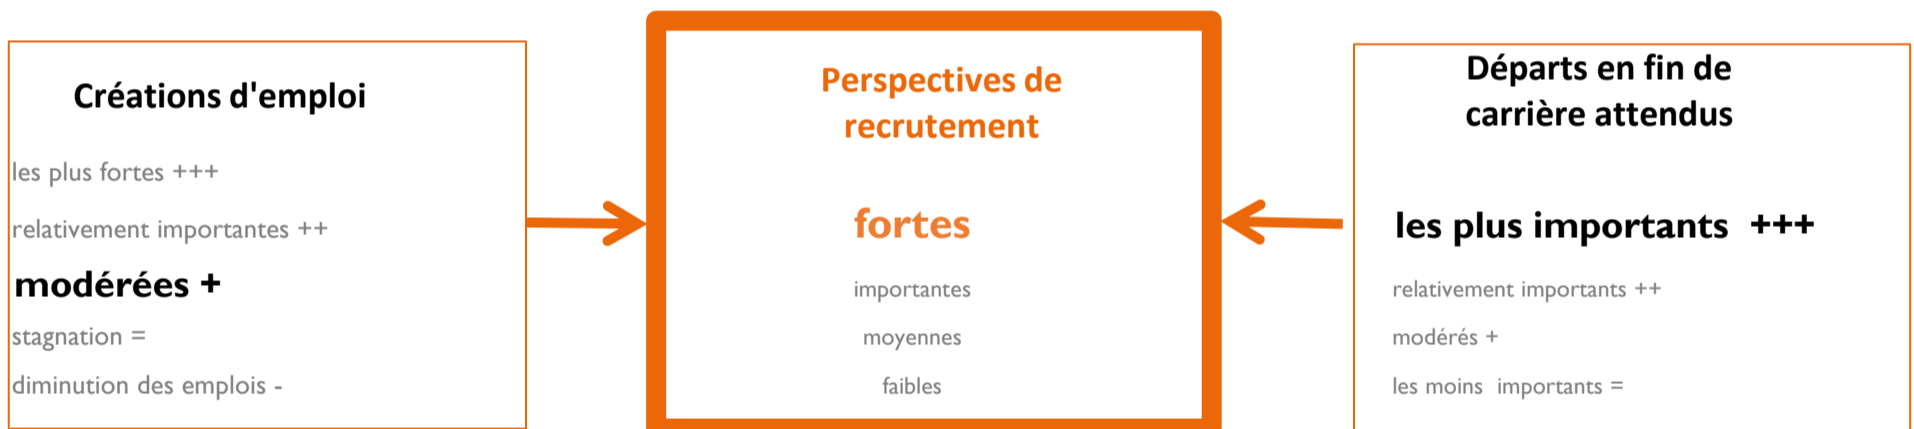 Créations d'emploi
les plus fortes +++
relativement importantes ++
modérées +
stagnation =
diminution des emplois -
Perspectives de
recrutement
fortes
importantes
moyennes
faibles
Départs en fin de
carrière attendus
les plus importants +++
relativement importants ++
modérés +
les moins importants =